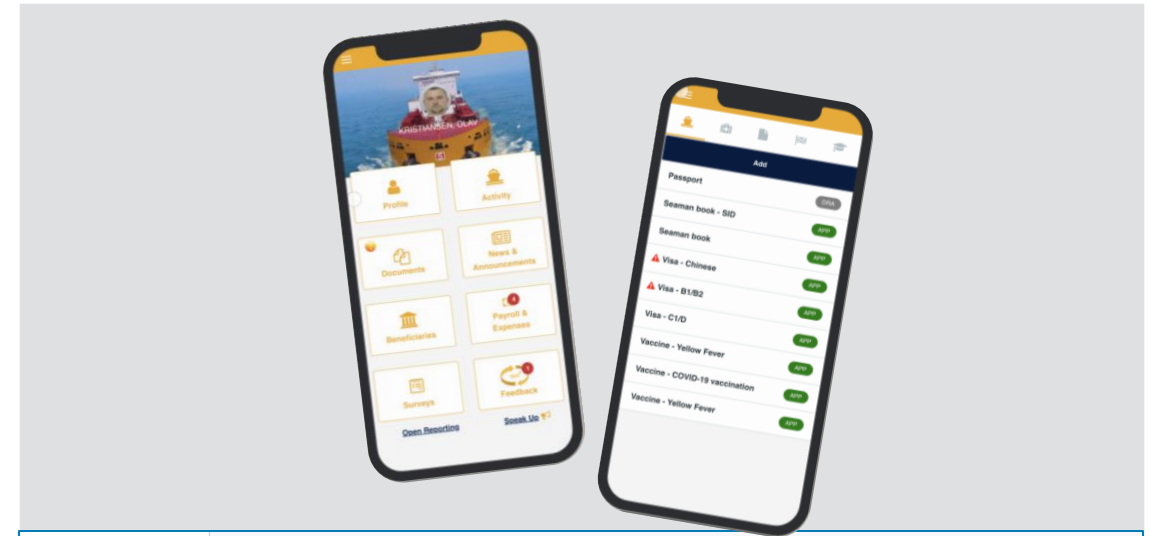 KRISTIANSEN, OLAV
Profile
Activity
Documents
News &
Announcements
Beneficiaries
Payroll &
Expenses
Surveys
Feedback
Open Reporting
Speak Up
Add
Passport
DRA
Seaman book - SID
APP
Seaman book
APP
Visa - Chinese
APP
Visa - B1/B2
APP
Visa - C1/D
APP
Vaccine - Yellow Fever
APP
Vaccine - COVID-19 vaccination
APP
Vaccine - Yellow Fever
APP